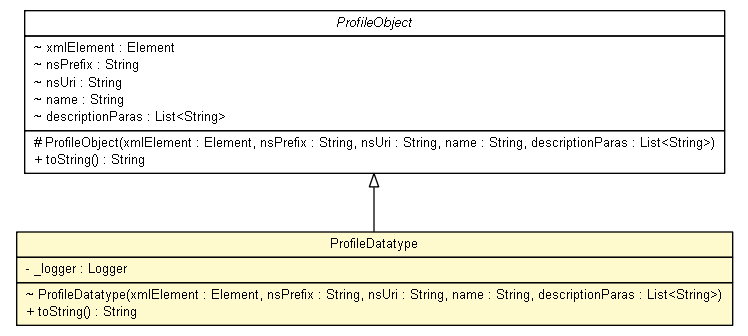 ProfileObject
~ xmlElement : Element
~ nsPrefix : String
~ nsUri : String
~ name : String
~ descriptionParas : List<String>
# ProfileObject(xmlElement : Element, nsPrefix : String, nsUri : String, name : String, descriptionParas : List<String>)
+ toString() : String
ProfileDatatype
- _logger : Logger
~ ProfileDatatype(xmlElement : Element, nsPrefix : String, nsUri : String, name : String, descriptionParas : List<String>)
+ toString() : String